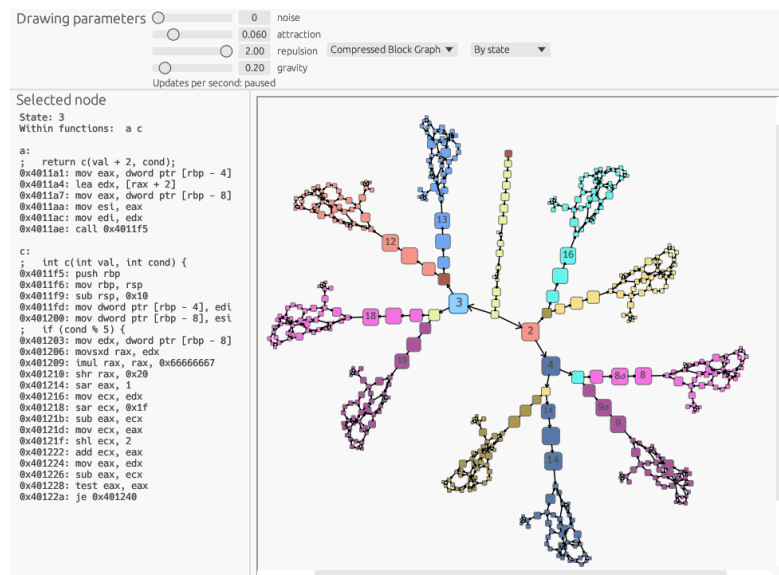 Drawing parameters
0 noise
0.060 attraction
2.00 repulsion
Compressed Block Graph
By state
0.20 gravity
Updates per second: paused
Selected node
State: 3
Within functions:  a c
a:
;   return c(val + 2, cond);
0x4011a1: mov eax, dword ptr [rbp - 4]
0x4011a4: lea edx, [rax + 2]
0x4011a7: mov eax, dword ptr [rbp - 8]
0x4011aa: mov esi, eax
0x4011ac: mov edi, edx
0x4011ae: call 0x4011f5
c:
;   int c(int val, int cond) {
0x4011f5: push rbp
0x4011f6: mov rbp, rsp
0x4011f9: sub rsp, 0x10
0x4011fd: mov dword ptr [rbp - 4], edi
0x401200: mov dword ptr [rbp - 8], esi
;   if (cond % 5) {
0x401203: mov edx, dword ptr [rbp - 8]
0x401206: movsxd rax, edx
0x401209: imul rax, rax, 0x66666667
0x401210: shr rax, 0x20
0x401214: sar eax, 1
0x401216: mov ecx, edx
0x401218: sar ecx, 0x1f
0x40121b: sub eax, ecx
0x40121d: mov ecx, eax
0x40121f: shl ecx, 2
0x401222: add ecx, eax
0x401224: mov eax, edx
0x401226: sub eax, ecx
0x401228: test eax, eax
0x40122a: je 0x401240
13
12
16
3
18
2
19
4
8σ
8
9σ
14
9
14